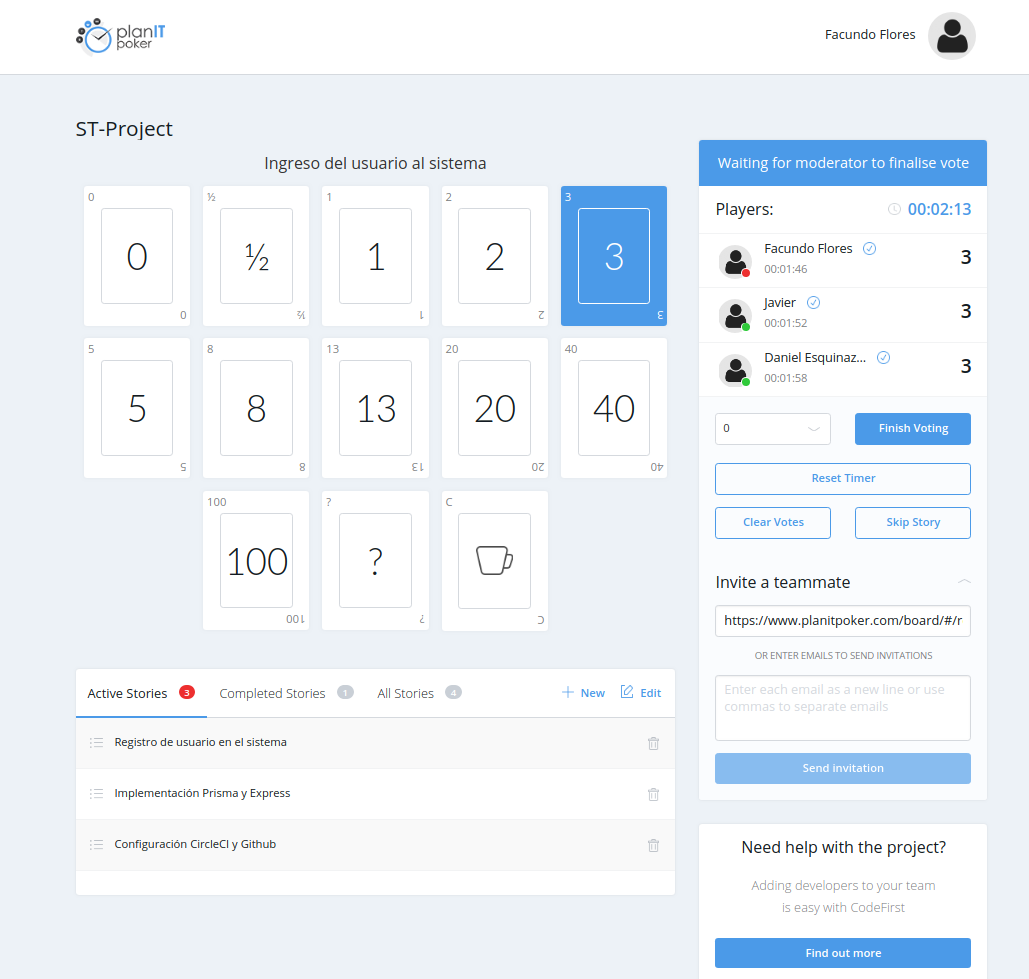 planIT
poker
Facundo Flores
ST-Project
Ingreso del usuario al sistema
0
0
0
½
½
½
1
1
1
2
2
2
3
3
3
5
5
5
8
8
8
13
13
13
20
20
20
40
40
40
100
100
100
?
?
?
C
C
Active Stories 3 Completed Stories 1 All Stories 4 New Edit
Registro de usuario en el sistema
Implementación Prisma y Express
Configuración CircleCI y Github
Waiting for moderator to finalise vote
Players: 00:02:13
Facundo Flores 3
00:01:46
Javier 3
00:01:52
Daniel Esquinaz... 3
00:01:58
0 Finish Voting
Reset Timer
Clear Votes Skip Story
Invite a teammate
https://www.planitpoker.com/board/#/r
OR ENTER EMAILS TO SEND INVITATIONS
Enter each email as a new line or use
commas to separate emails
Send invitation
Need help with the project?
Adding developers to your team
is easy with CodeFirst
Find out more